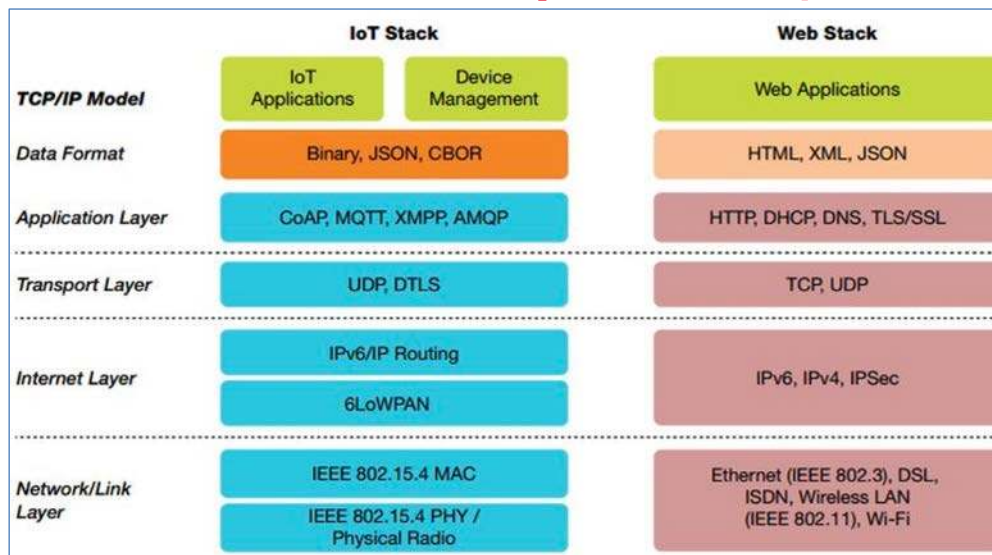 IoT Stack
Web Stack
TCP/IP Model
IoT
Applications
Device
Management
Web Applications
Data Format
Binary, JSON, CBOR
HTML, XML, JSON
Application Layer
CoAP, MQTT, XMPP, AMQP
HTTP, DHCP, DNS, TLS/SSL
Transport Layer
UDP, DTLS
TCP, UDP
Internet Layer
IPv6/IP Routing
6LoWPAN
IPv6, IPv4, IPSec
Network/Link
Layer
IEEE 802.15.4 MAC
IEEE 802.15.4 PHY /
Physical Radio
Ethernet (IEEE 802.3), DSL,
ISDN, Wireless LAN
(IEEE 802.11), Wi-Fi